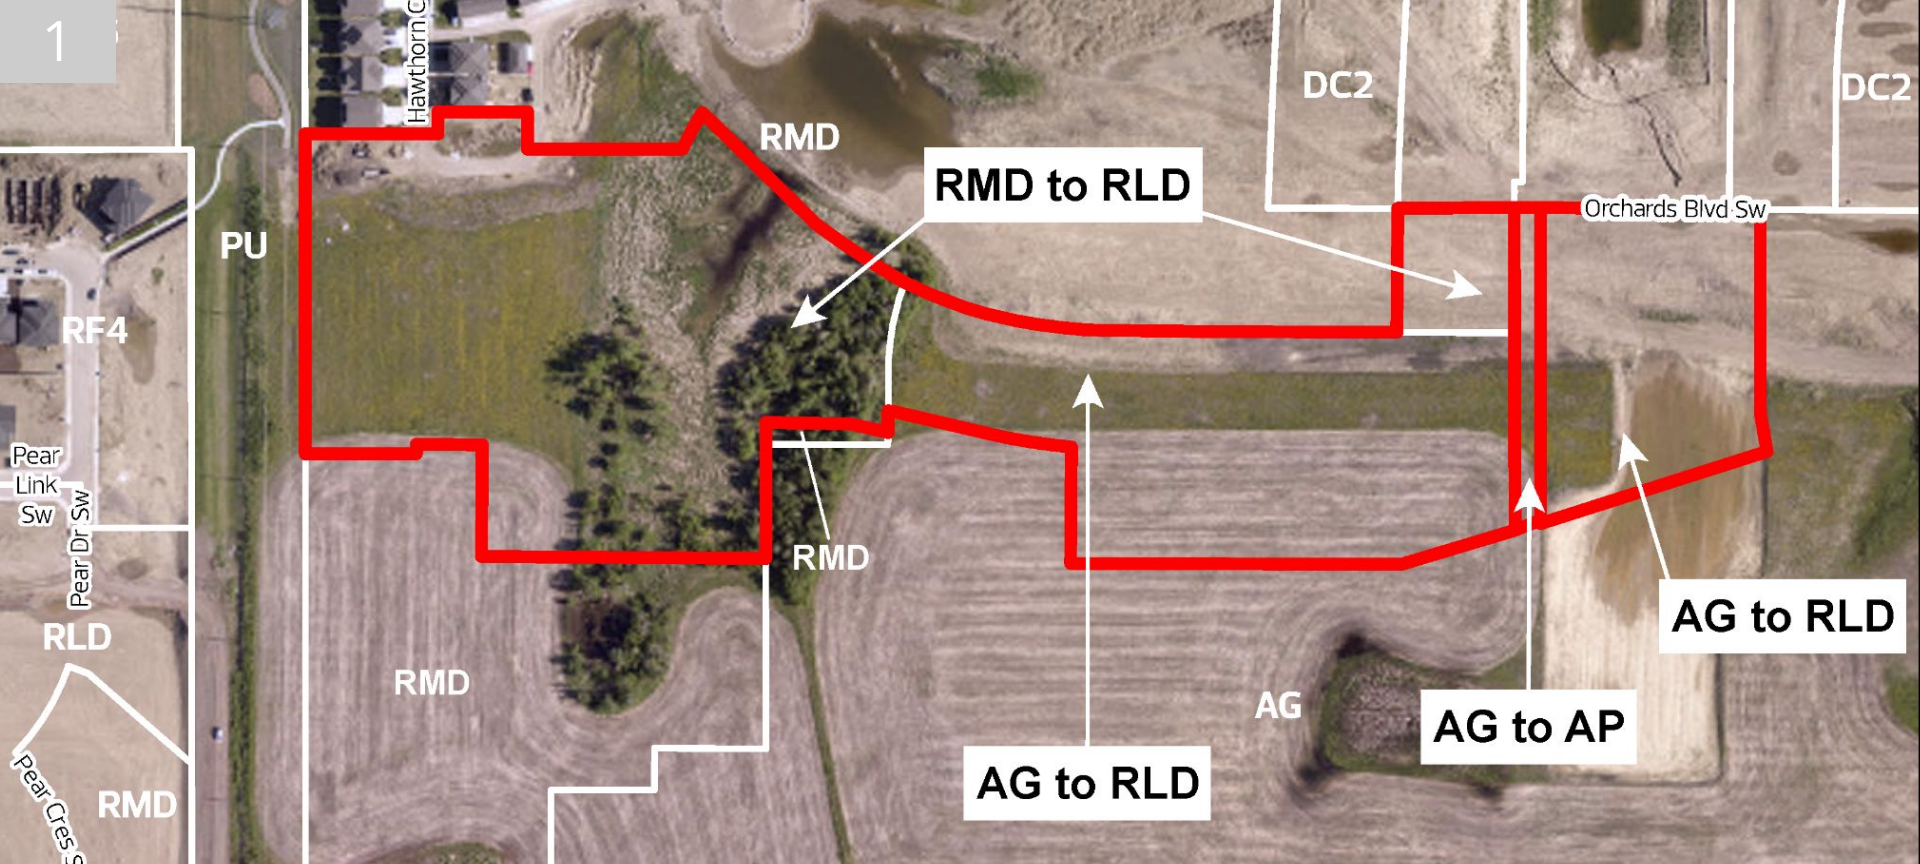 1
Hawthorn C
DC2
DC2
RMD
RMD to RLD
Orchards Blvd Sw
PU
RF4
Pear
Link
Sw
Pear Dr Sw
RMD
AG to RLD
RLD
RMD
AG
AG to AP
AG to RLD
RMD
Pear Cres S